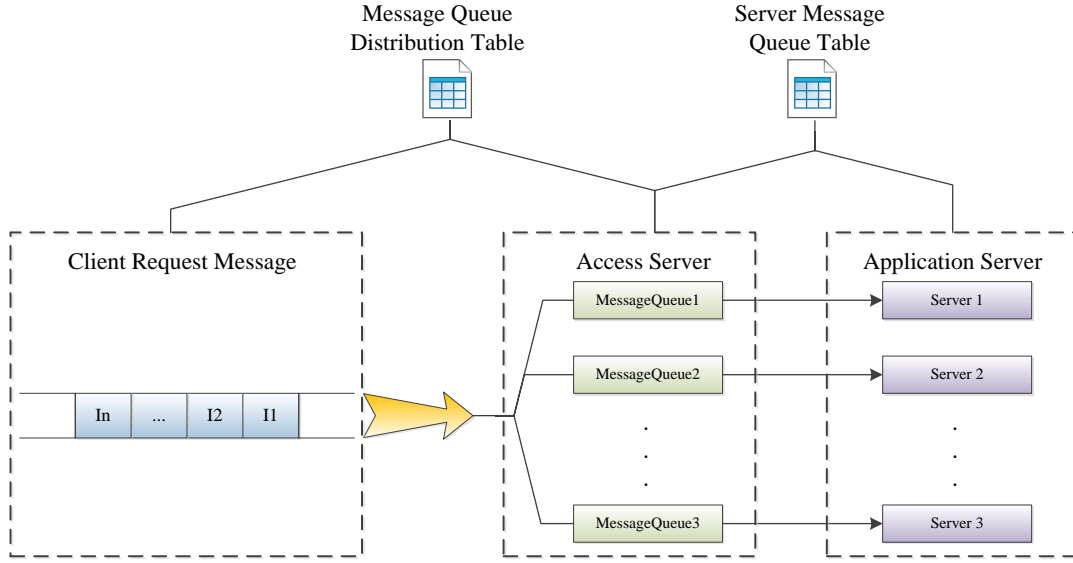 Message Queue
Distribution Table
Server Message
Queue Table
Client Request Message
Access Server
Application Server
MessageQueue1
Server 1
MessageQueue2
Server 2
In
...
I2
I1
.
.
.
.
.
.
MessageQueue3
Server 3